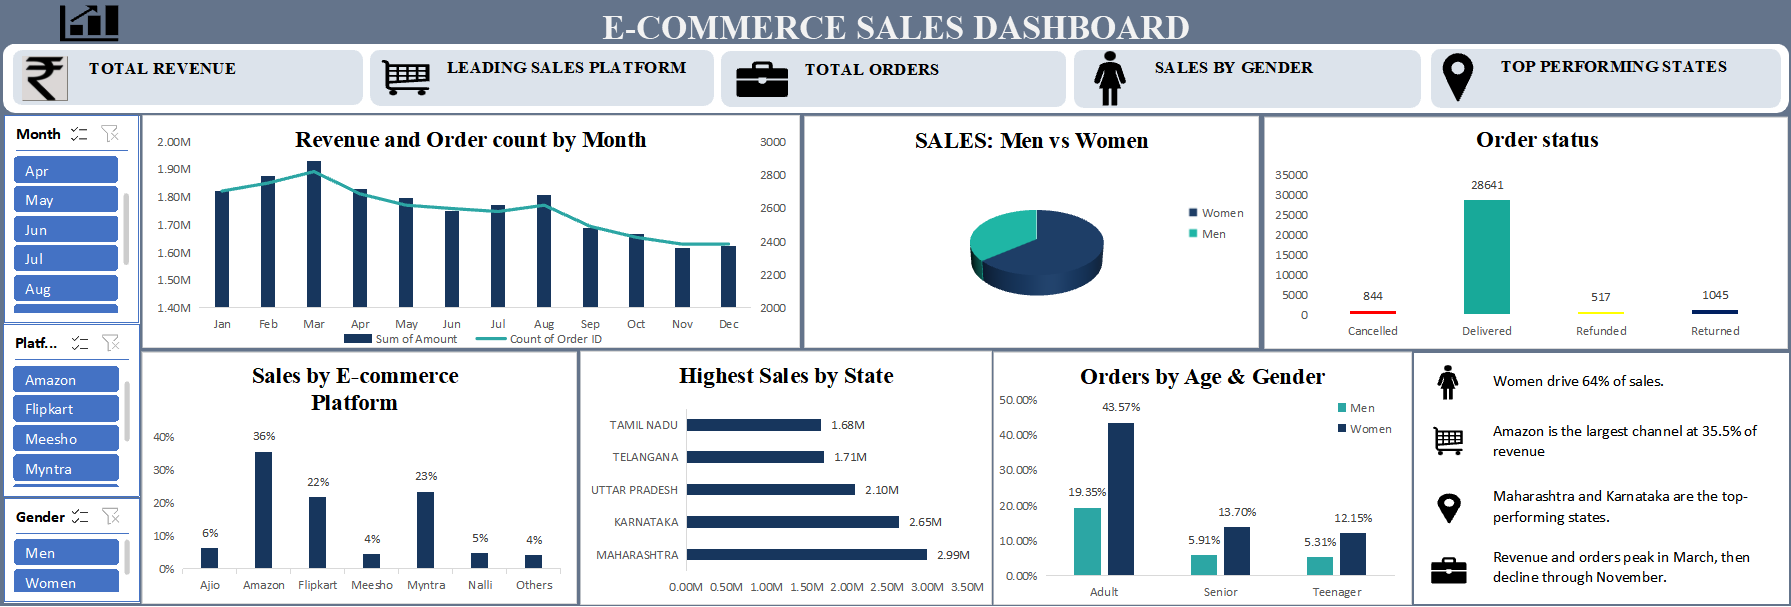 E-COMMERCE SALES DASHBOARD
TOTAL REVENUE
LEADING SALES PLATFORM
TOTAL ORDERS
SALES BY GENDER
TOP PERFORMING STATES
Month
Apr
May
Jun
Jul
Aug
Platf...
Amazon
Flipkart
Meesho
Myntra
Gender
Men
Women
Revenue and Order count by Month
2.00M
1.90M
1.80M
1.70M
1.60M
1.50M
1.40M
3000
2800
2600
2400
2200
2000
Jan Feb Mar Apr May Jun Jul Aug Sep Oct Nov Dec
Sum of Amount Count of Order ID
SALES: Men vs Women
Women
Men
Order status
35000
30000
25000
20000
15000
10000
5000
0
844 28641 517 1045
Cancelled Delivered Refunded Returned
Sales by E-commerce
Platform
40%
30%
20%
10%
0%
6% 36% 22% 4% 23% 5% 4%
Ajio Amazon Flipkart Meesho Myntra Nalli Others
Highest Sales by State
TAMIL NADU 1.68M
TELANGANA 1.71M
UTTAR PRADESH 2.10M
KARNATAKA 2.65M
MAHARASHTRA 2.99M
0.00M 0.50M 1.00M 1.50M 2.00M 2.50M 3.00M 3.50M
Orders by Age & Gender
50.00%
40.00%
30.00%
20.00%
10.00%
0.00%
Men
Women
19.35% 43.57% 5.91% 13.70% 5.31% 12.15%
Adult Senior Teenager
Women drive 64% of sales.
Amazon is the largest channel at 35.5% of
revenue
Maharashtra and Karnataka are the top-
performing states.
Revenue and orders peak in March, then
decline through November.